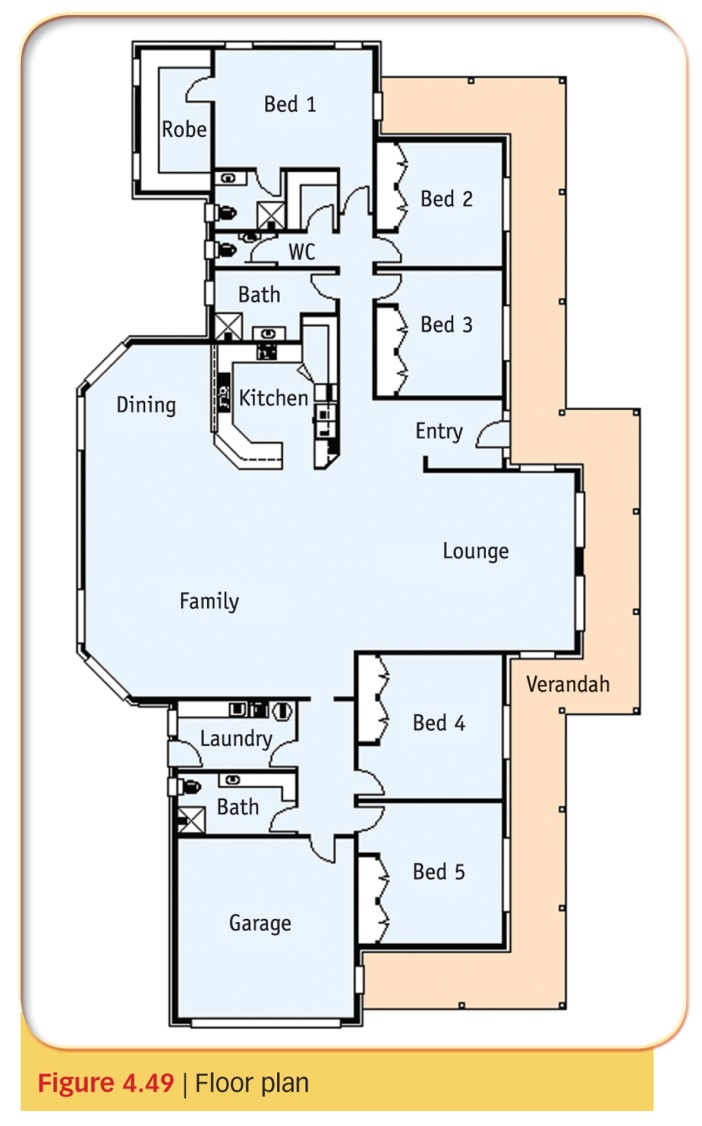 Bed 1
Robe
Bed 2
WC
Bath
Bed 3
Dining
Kitchen
Entry
Lounge
Family
Verandah
Bed 4
Laundry
Bath
Bed 5
Garage
Figure 4.49 | Floor plan